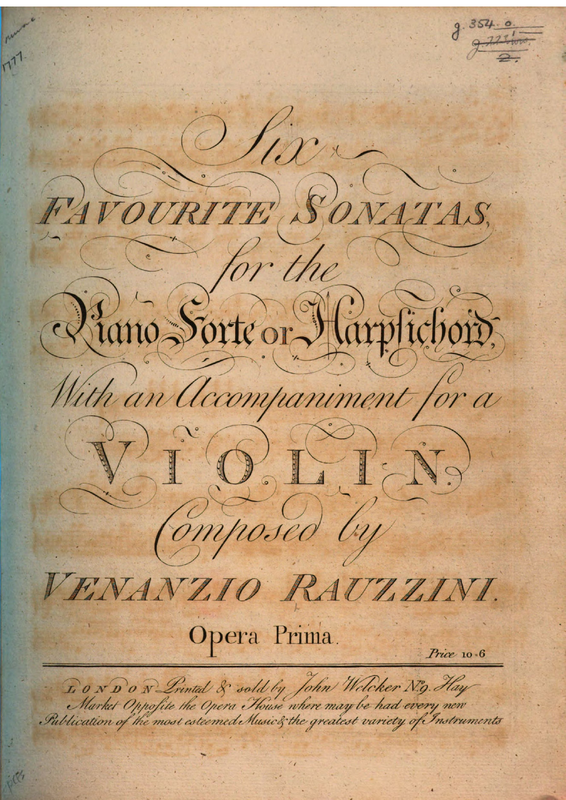 1777.
g. 354. o.
2.
Six
FAVOURITE SONATAS,
for the
Piano Forte or Harpsichord,
With an Accompaniment for a
VIOLIN.
Composed by
VENANZIO RAUZZINI.
Opera Prima.
Price 10-6
LONDON Printed & sold by John Welcker No. 9. Hay
Market Opposite the Opera House where may be had every new
Publication of the most esteemed Music & the greatest variety of Instruments